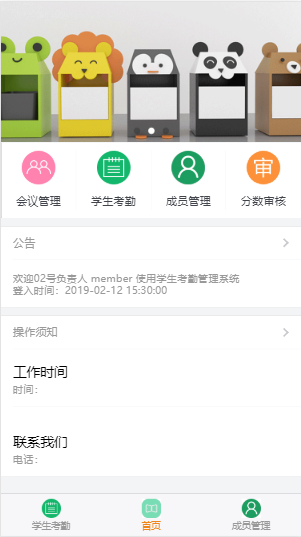 会议管理 学生考勤 成员管理 审 分数审核
公告
欢迎02号负责人 member 使用学生考勤管理系统
登入时间：2019-02-12 15:30:00
操作须知
工作时间
时间：
联系我们
电话：
学生考勤 首页 成员管理